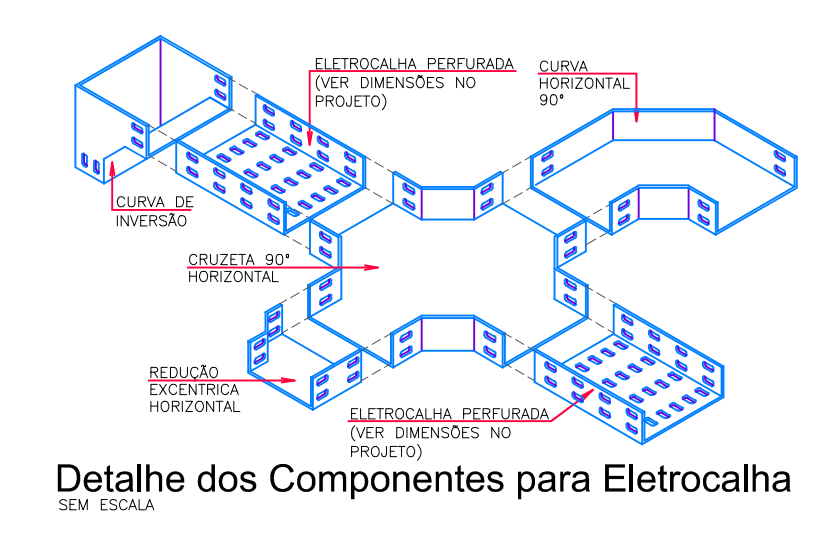 ELETROCALHA PERFURADA
(VER DIMENSÕES NO
PROJETO)
CURVA
HORIZONTAL
90°
CURVA DE
INVERSÃO
CRUZETA 90°
HORIZONTAL
REDUÇÃO
EXCENTRICA
HORIZONTAL
ELETROCALHA PERFURADA
(VER DIMENSÕES NO
PROJETO)
Detalhe dos Componentes para Eletrocalha
SEM ESCALA